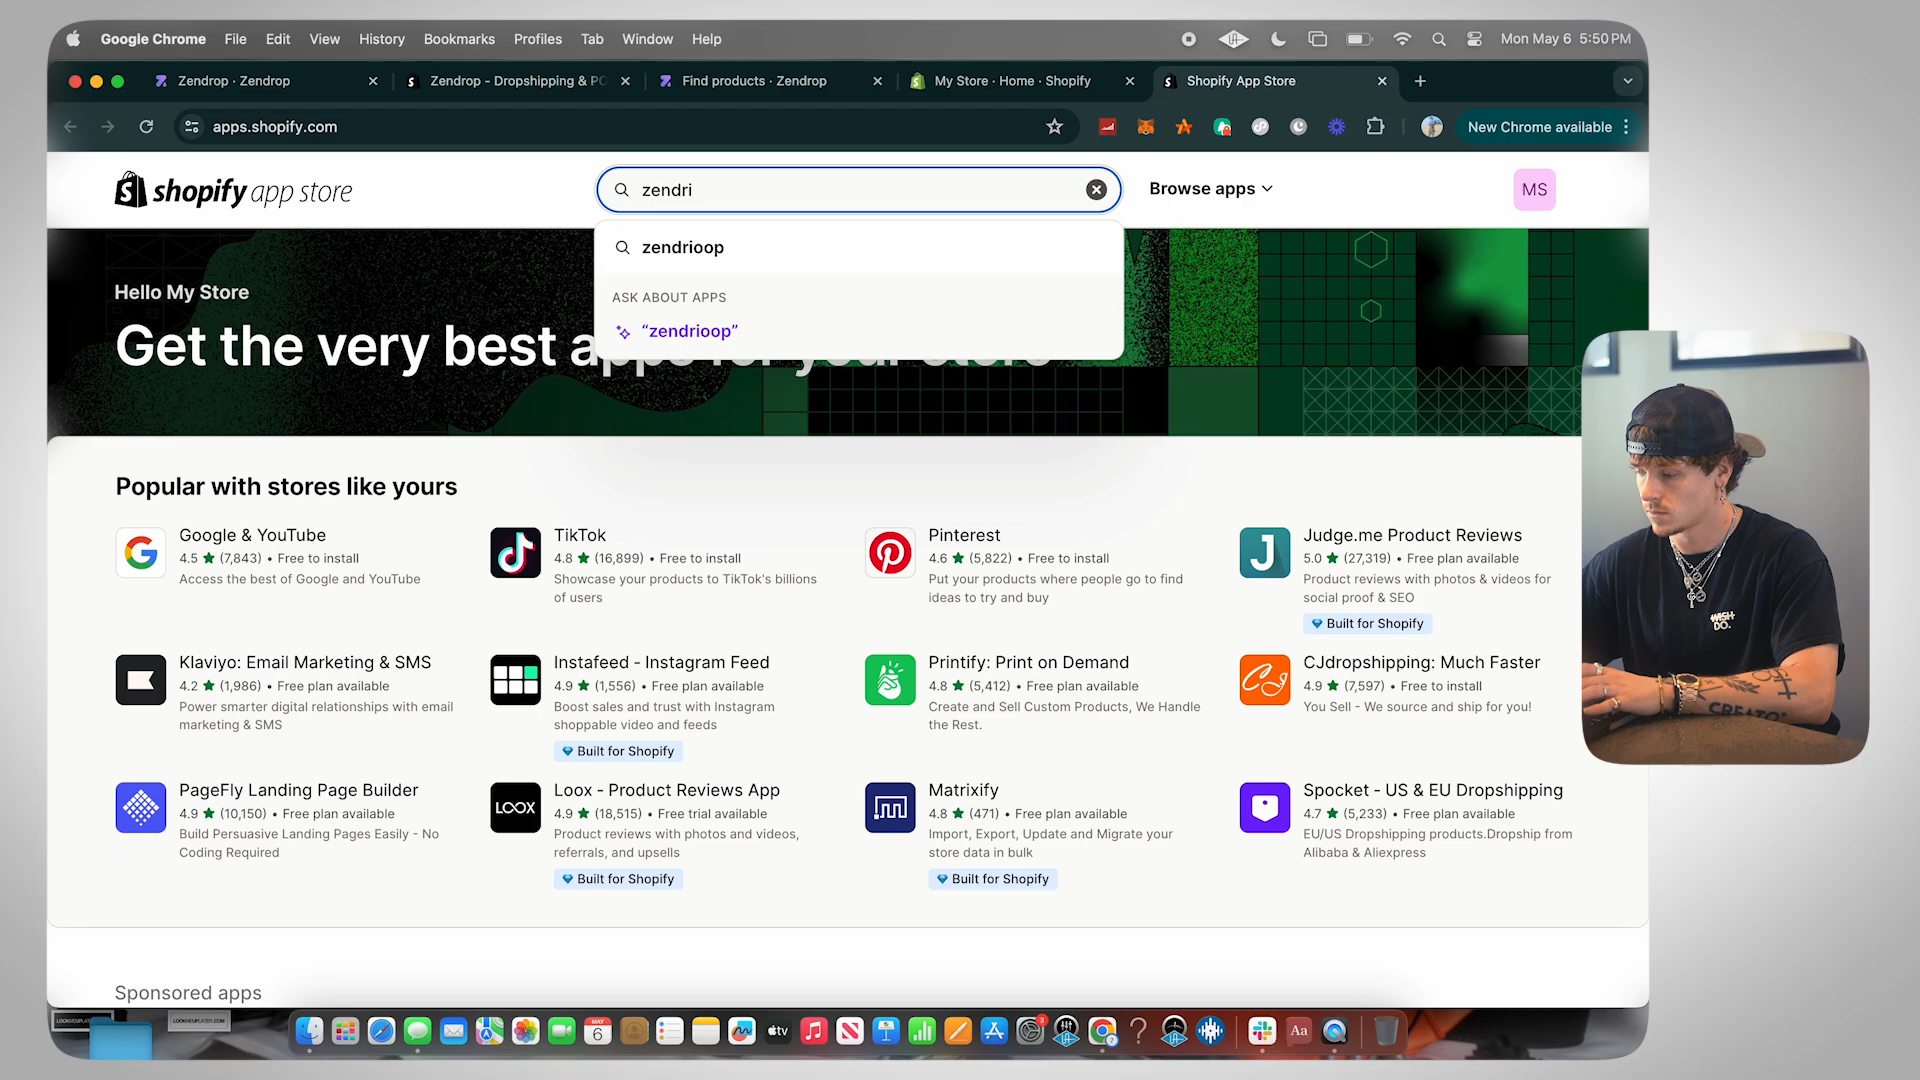 Google Chrome File Edit View History Bookmarks Profiles Tab Window Help Mon May 6 5:50 PM
Zendrop · Zendrop
Zendrop - Dropshipping & PO
Find products · Zendrop
My Store · Home · Shopify
Shopify App Store
apps.shopify.com
New Chrome available
shopify app store
zendri
Browse apps
MS
zendrioop
ASK ABOUT APPS
“zendrioop”
Hello My Store
Get the very best apps for your store
Popular with stores like yours
Google & YouTube
4.5 ★ (7,843) • Free to install
Access the best of Google and YouTube
TikTok
4.8 ★ (16,899) • Free to install
Showcase your products to TikTok's billions
of users
Pinterest
4.6 ★ (5,822) • Free to install
Put your products where people go to find
ideas to try and buy
Judge.me Product Reviews
5.0 ★ (27,319) • Free plan available
Product reviews with photos & videos for
social proof & SEO
Built for Shopify
Klaviyo: Email Marketing & SMS
4.2 ★ (1,986) • Free plan available
Power smarter digital relationships with email
marketing & SMS
Instafeed - Instagram Feed
4.9 ★ (1,556) • Free plan available
Boost sales and trust with Instagram
shoppable video and feeds
Built for Shopify
Printify: Print on Demand
4.8 ★ (5,412) • Free plan available
Create and Sell Custom Products, We Handle
the Rest.
CJdropshipping: Much Faster
4.9 ★ (7,597) • Free to install
You Sell - We source and ship for you!
PageFly Landing Page Builder
4.9 ★ (10,150) • Free plan available
Build Persuasive Landing Pages Easily - No
Coding Required
LOOX
Loox - Product Reviews App
4.9 ★ (18,515) • Free trial available
Product reviews with photos and videos,
referrals, and upsells
Built for Shopify
Matrixify
4.8 ★ (471) • Free plan available
Import, Export, Update and Migrate your
store data in bulk
Built for Shopify
Spocket - US & EU Dropshipping
4.7 ★ (5,233) • Free plan available
EU/US Dropshipping products.Dropship from
Alibaba & Aliexpress
Sponsored apps
WISH
DO.
MAY
6
tv
3
7
Aa